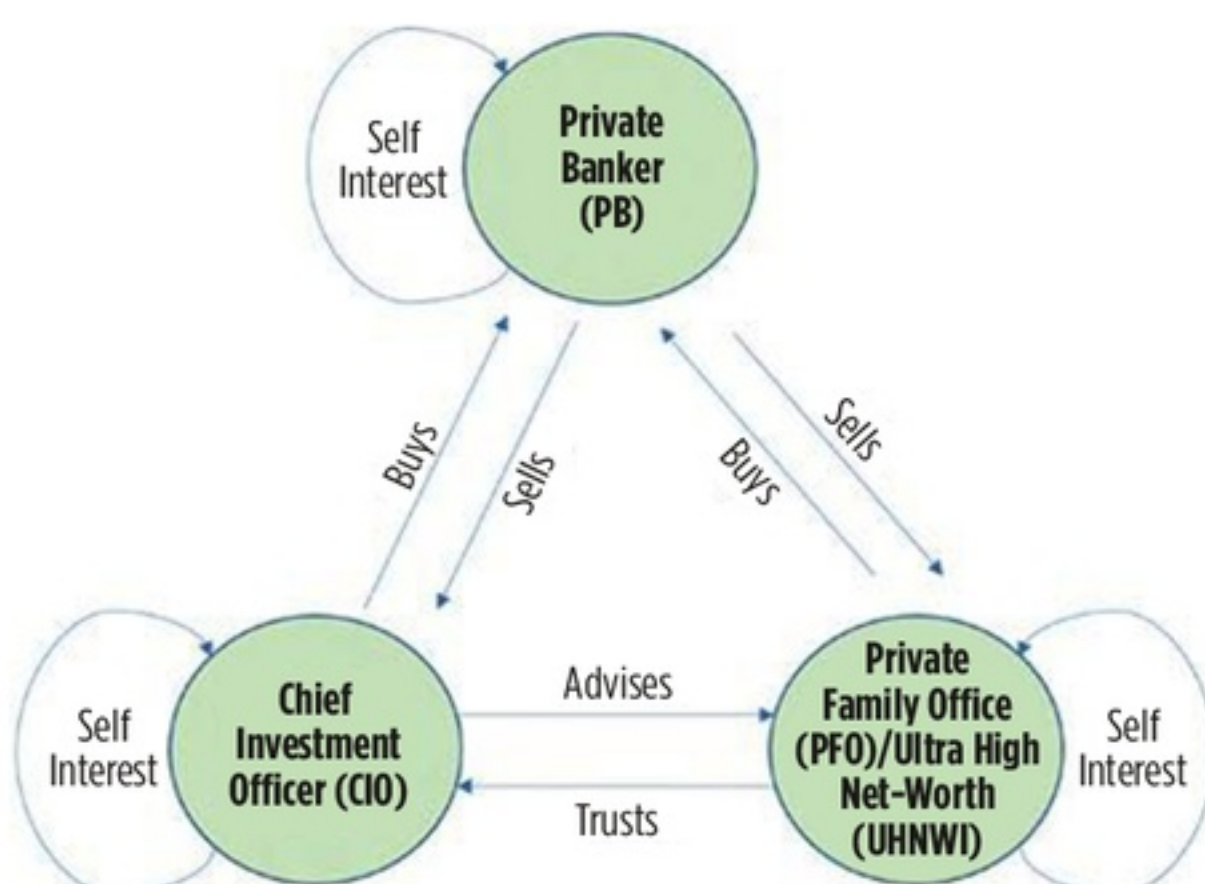 Self
Interest
Private
Banker
(PB)
Buys
Sells
Buys
Sells
Self
Interest
Chief
Investment
Officer (CIO)
Advises
Trusts
Private
Family Office
(PFO)/Ultra High
Net-Worth
(UHNWI)
Self
Interest